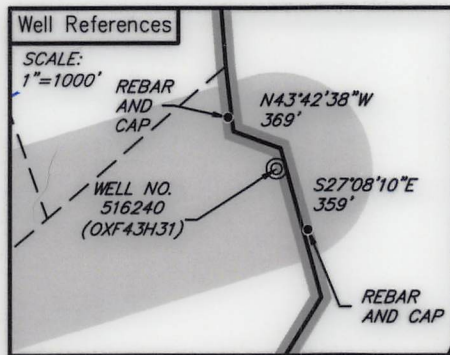 Well References
SCALE:
1"=1000'
REBAR
AND
CAP
N43°42'38"W
369'
WELL NO.
516240
(OXF43H31)
S27°08'10"E
359'
REBAR
AND CAP